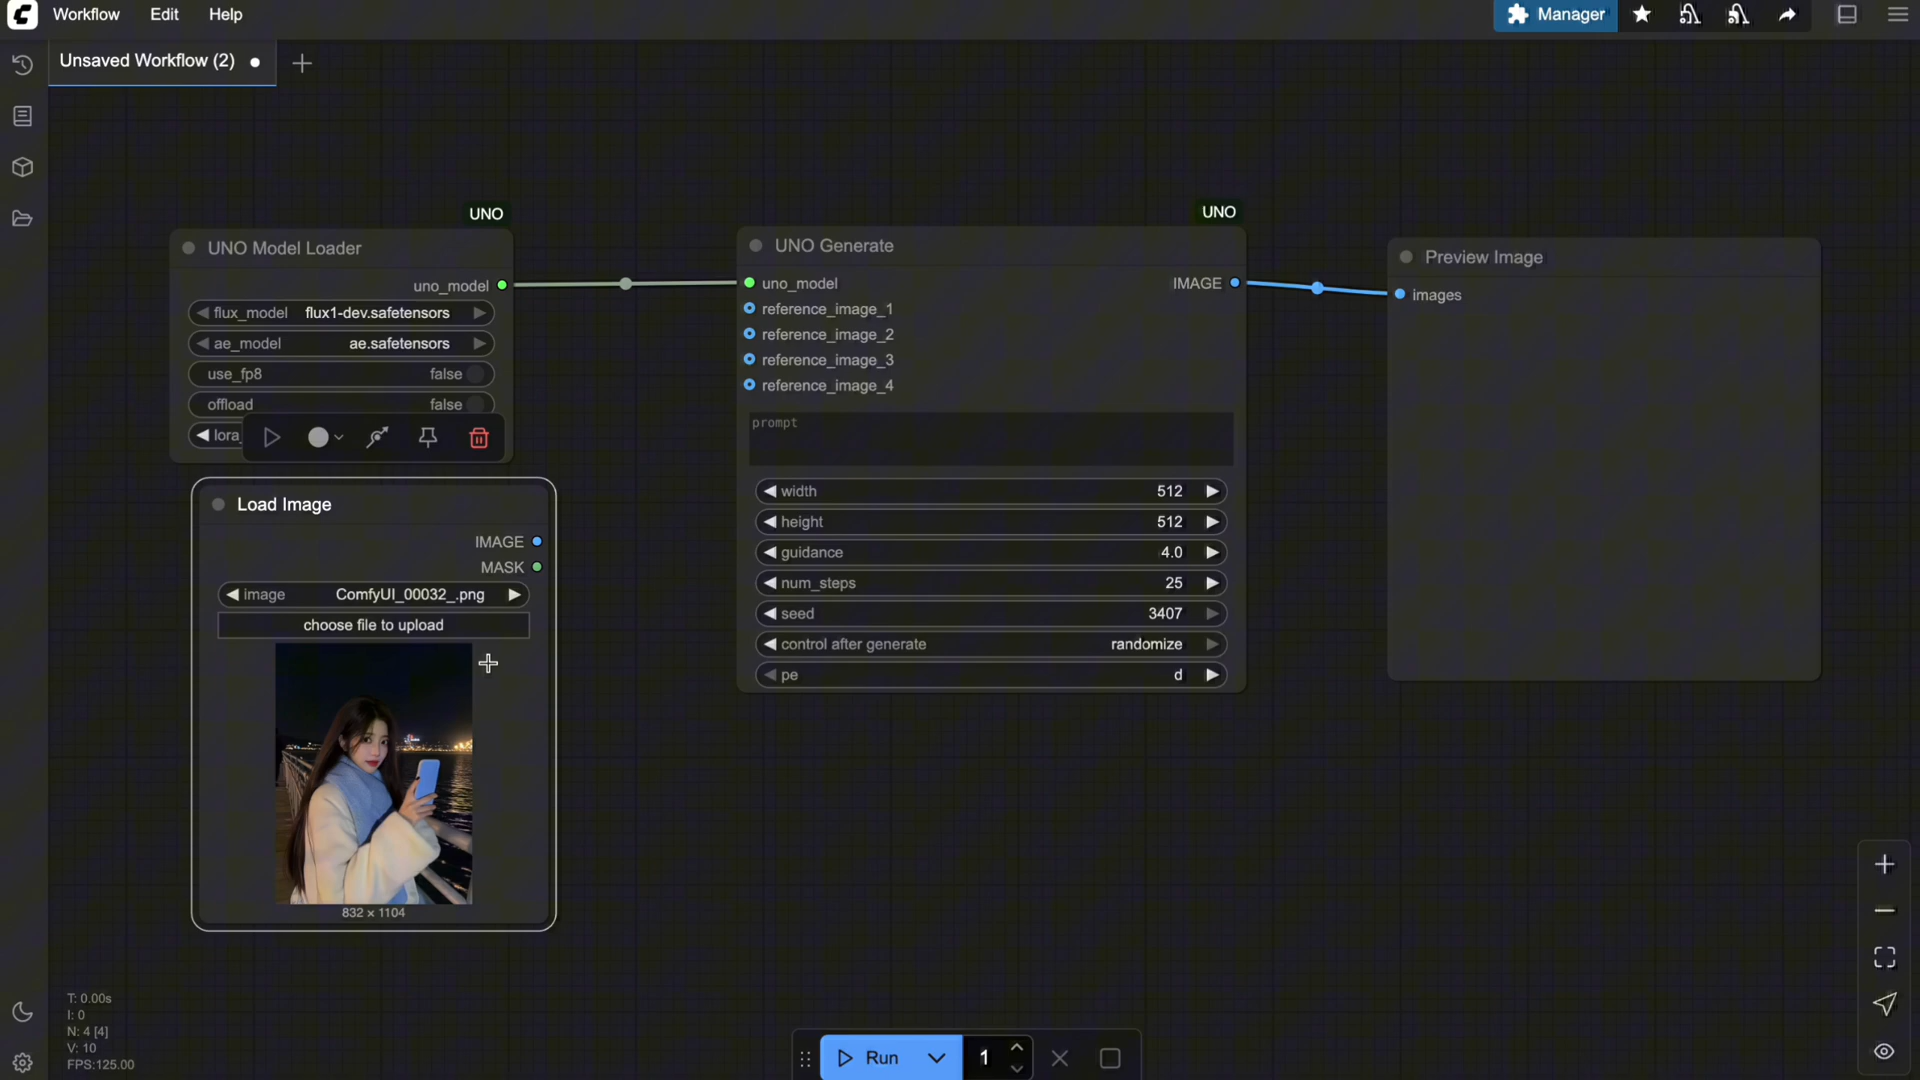 Workflow
Edit
Help
Manager
Unsaved Workflow (2)
UNO
UNO Model Loader
uno_model
flux_model flux1-dev.safetensors
ae_model ae.safetensors
use_fp8 false
offload false
lora_
Load Image
IMAGE
MASK
image ComfyUI_00032_.png
choose file to upload
832 × 1104
UNO
UNO Generate
uno_model IMAGE
reference_image_1
reference_image_2
reference_image_3
reference_image_4
prompt
width 512
height 512
guidance 4.0
num_steps 25
seed 3407
control after generate randomize
pe d
Preview Image
images
T: 0.00s
I: 0
N: 4 [4]
V: 10
FPS:125.00
Run 1